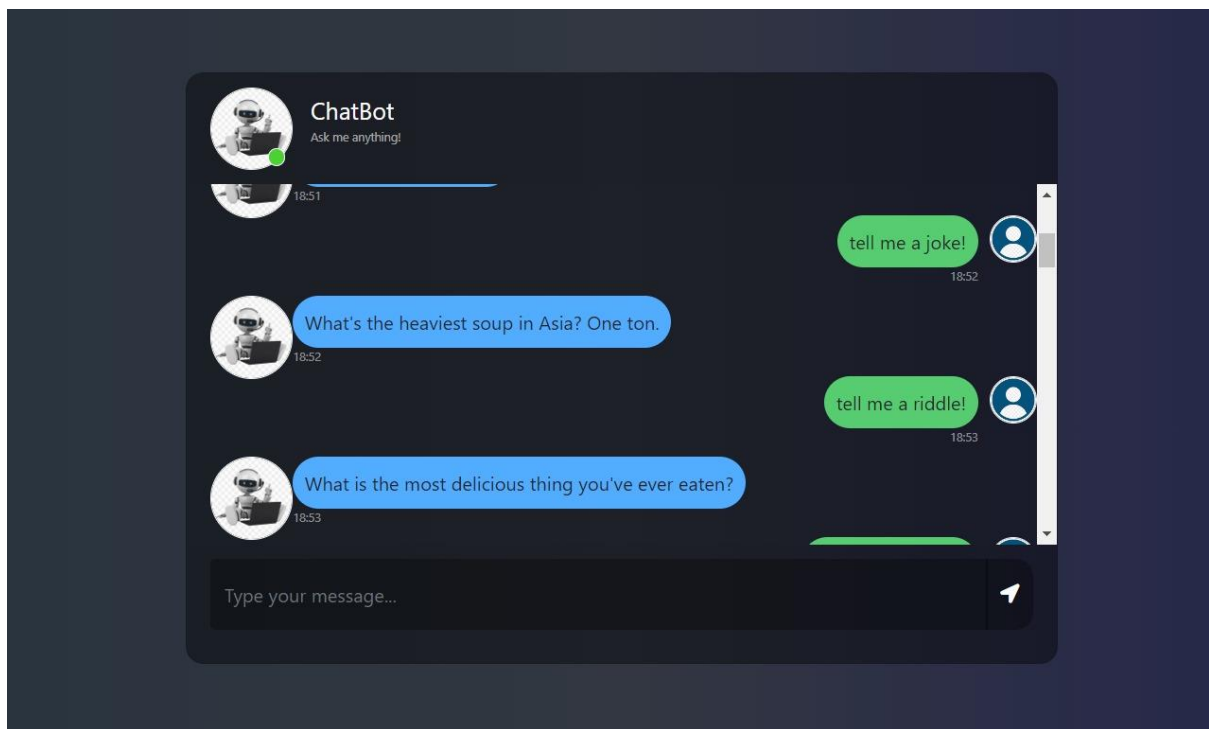 ChatBot
Ask me anything!
18:51
tell me a joke!
18:52
What's the heaviest soup in Asia? One ton.
18:52
tell me a riddle!
18:53
What is the most delicious thing you've ever eaten?
18:53
Type your message...